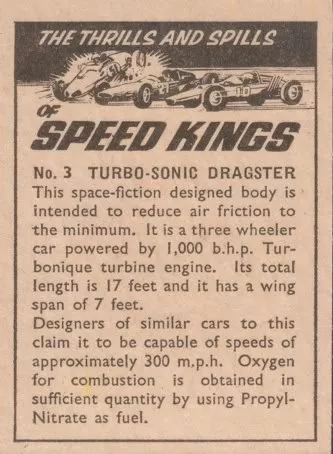 THE THRILLS AND SPILLS
OF
SPEED KINGS
No. 3 TURBO-SONIC DRAGSTER
This space-fiction designed body is
intended to reduce air friction to
the minimum. It is a three wheeler
car powered by 1,000 b.h.p. Tur-
bonique turbine engine. Its total
length is 17 feet and it has a wing
span of 7 feet.
Designers of similar cars to this
claim it to be capable of speeds of
approximately 300 m.p.h. Oxygen
for combustion is obtained in
sufficient quantity by using Propyl-
Nitrate as fuel.